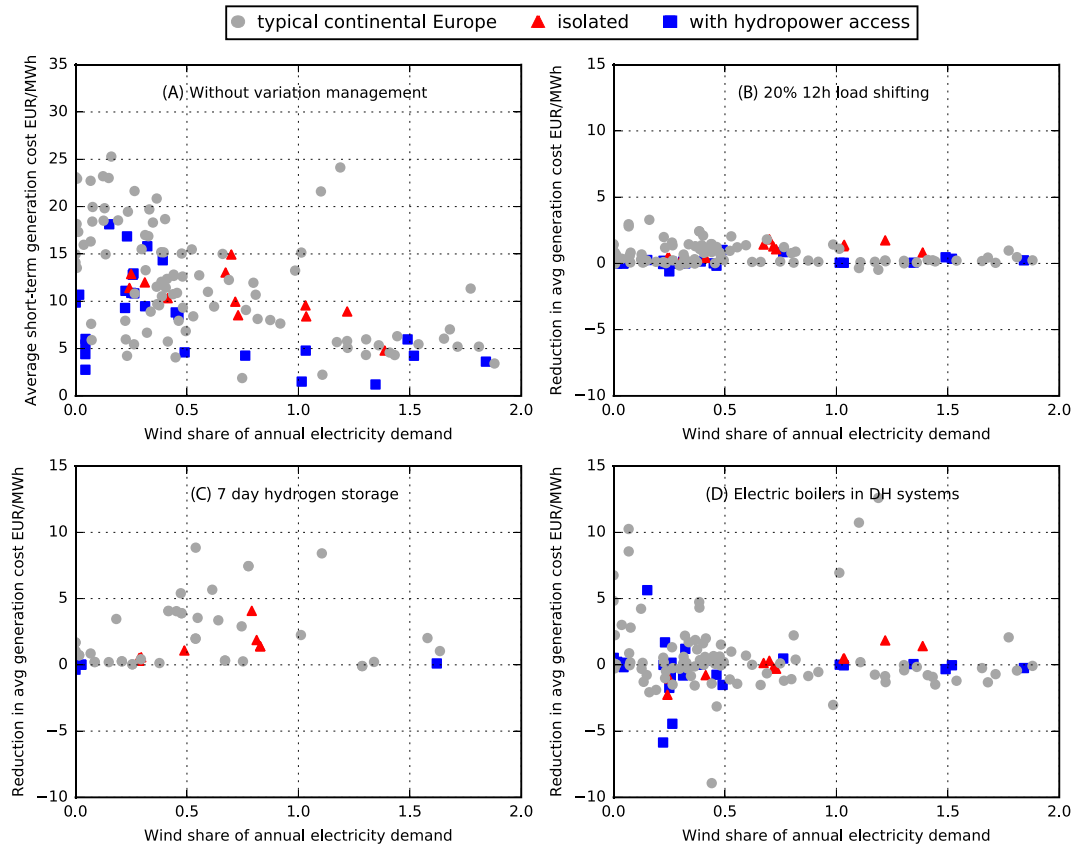 typical continental Europe isolated with hydropower access
(A) Without variation management
Average short-term generation cost EUR/MWh
35
30
25
20
15
10
5
0
0.0 0.5 1.0 1.5 2.0
Wind share of annual electricity demand
(B) 20% 12h load shifting
Reduction in avg generation cost EUR/MWh
15
10
5
0
−5
−10
0.0 0.5 1.0 1.5 2.0
Wind share of annual electricity demand
(C) 7 day hydrogen storage
Reduction in avg generation cost EUR/MWh
15
10
5
0
−5
−10
0.0 0.5 1.0 1.5 2.0
Wind share of annual electricity demand
(D) Electric boilers in DH systems
Reduction in avg generation cost EUR/MWh
15
10
5
0
−5
−10
0.0 0.5 1.0 1.5 2.0
Wind share of annual electricity demand